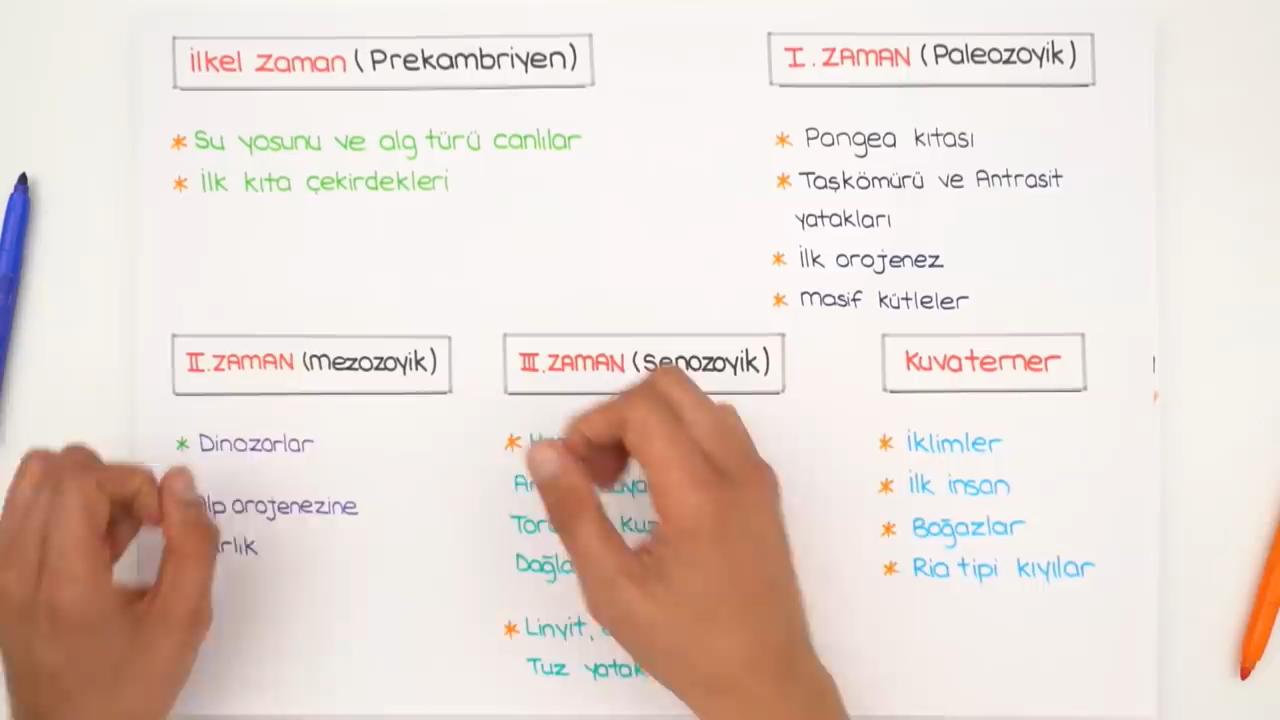 İlkel Zaman (Prekambriyen)
* Su yosunu ve alg türü canlılar
* İlk kıta çekirdekleri
I. ZAMAN (Paleozoyik)
* Pangea kıtası
* Taşkömürü ve Antrasit
yatakları
* İlk orojenez
* Masif kütleler
II. ZAMAN (mezozoyik)
* Dinozorlar
orojenezine
III. ZAMAN (senozoyik)
*
* Linyit,
Tuz
Kuvaterner
* İklimler
* İlk insan
* Boğazlar
* Ria tipi kıyılar